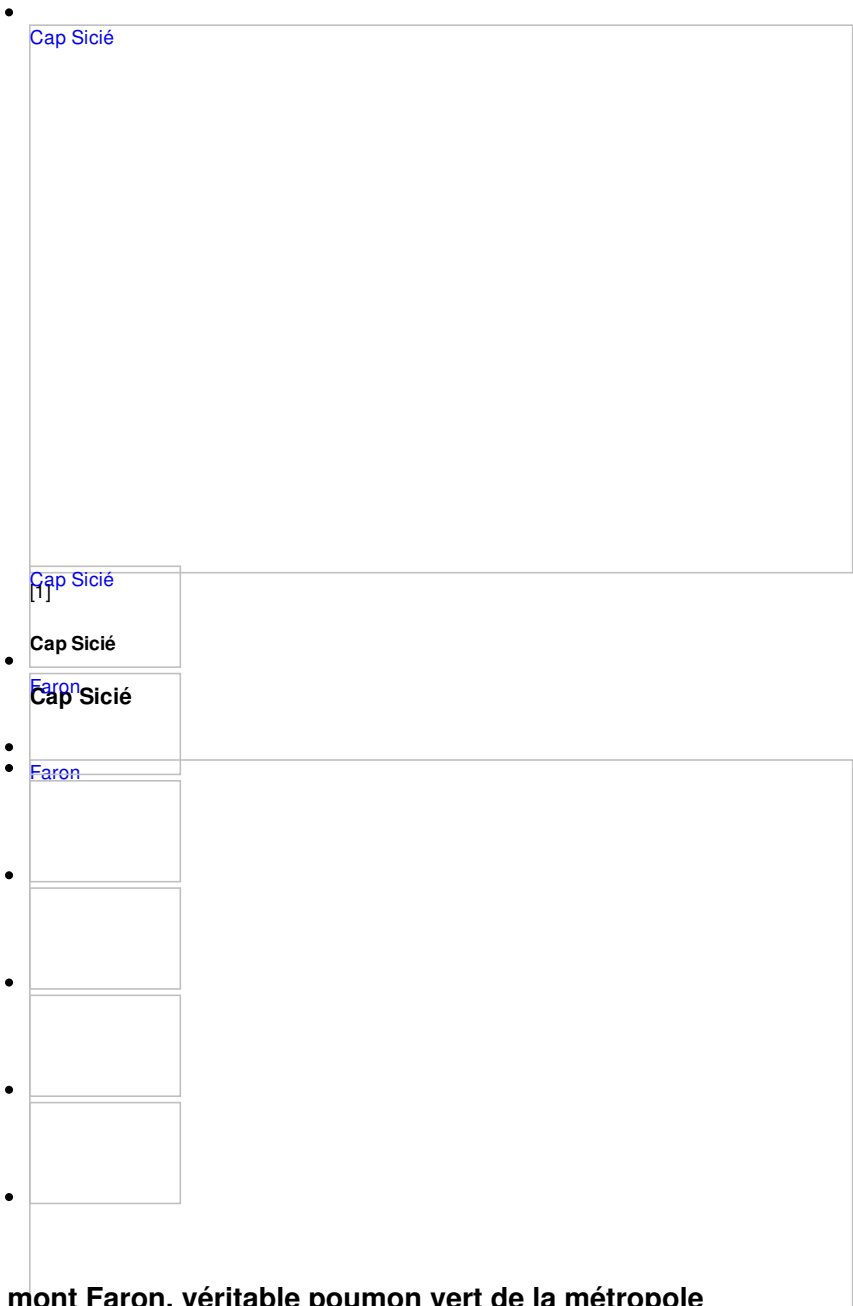 Cap Sicié
Cap Sicié
[1]
Cap Sicié
Faron
Cap Sicié
Faron
mont Faron, véritable poumon vert de la métropole